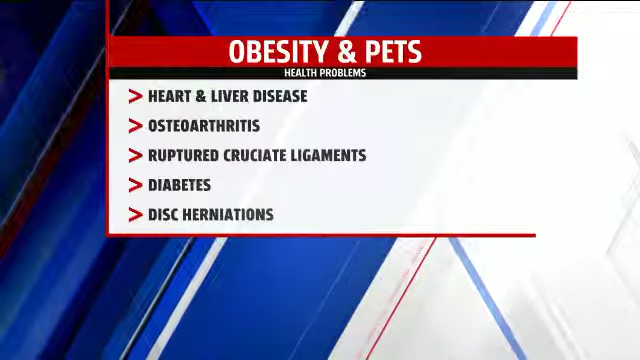 OBESITY & PETS
HEALTH PROBLEMS
> HEART & LIVER DISEASE
> OSTEOARTHRITIS
> RUPTURED CRUCIATE LIGAMENTS
> DIABETES
> DISC HERNIATIONS